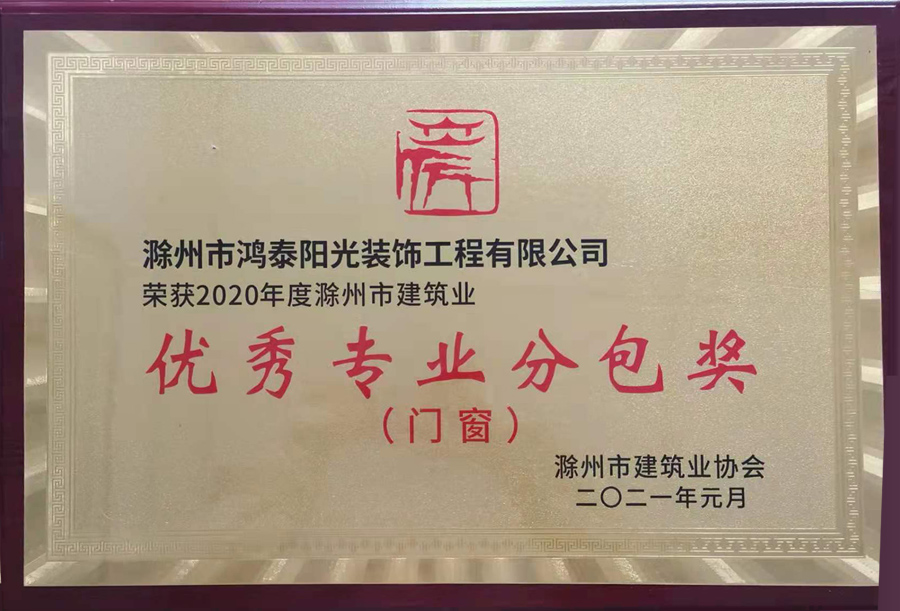 滁州市鸿泰阳光装饰工程有限公司
荣获2020年度滁州市建筑业
优秀专业分包奖
（门窗）
滁州市建筑业协会
二〇二一年元月